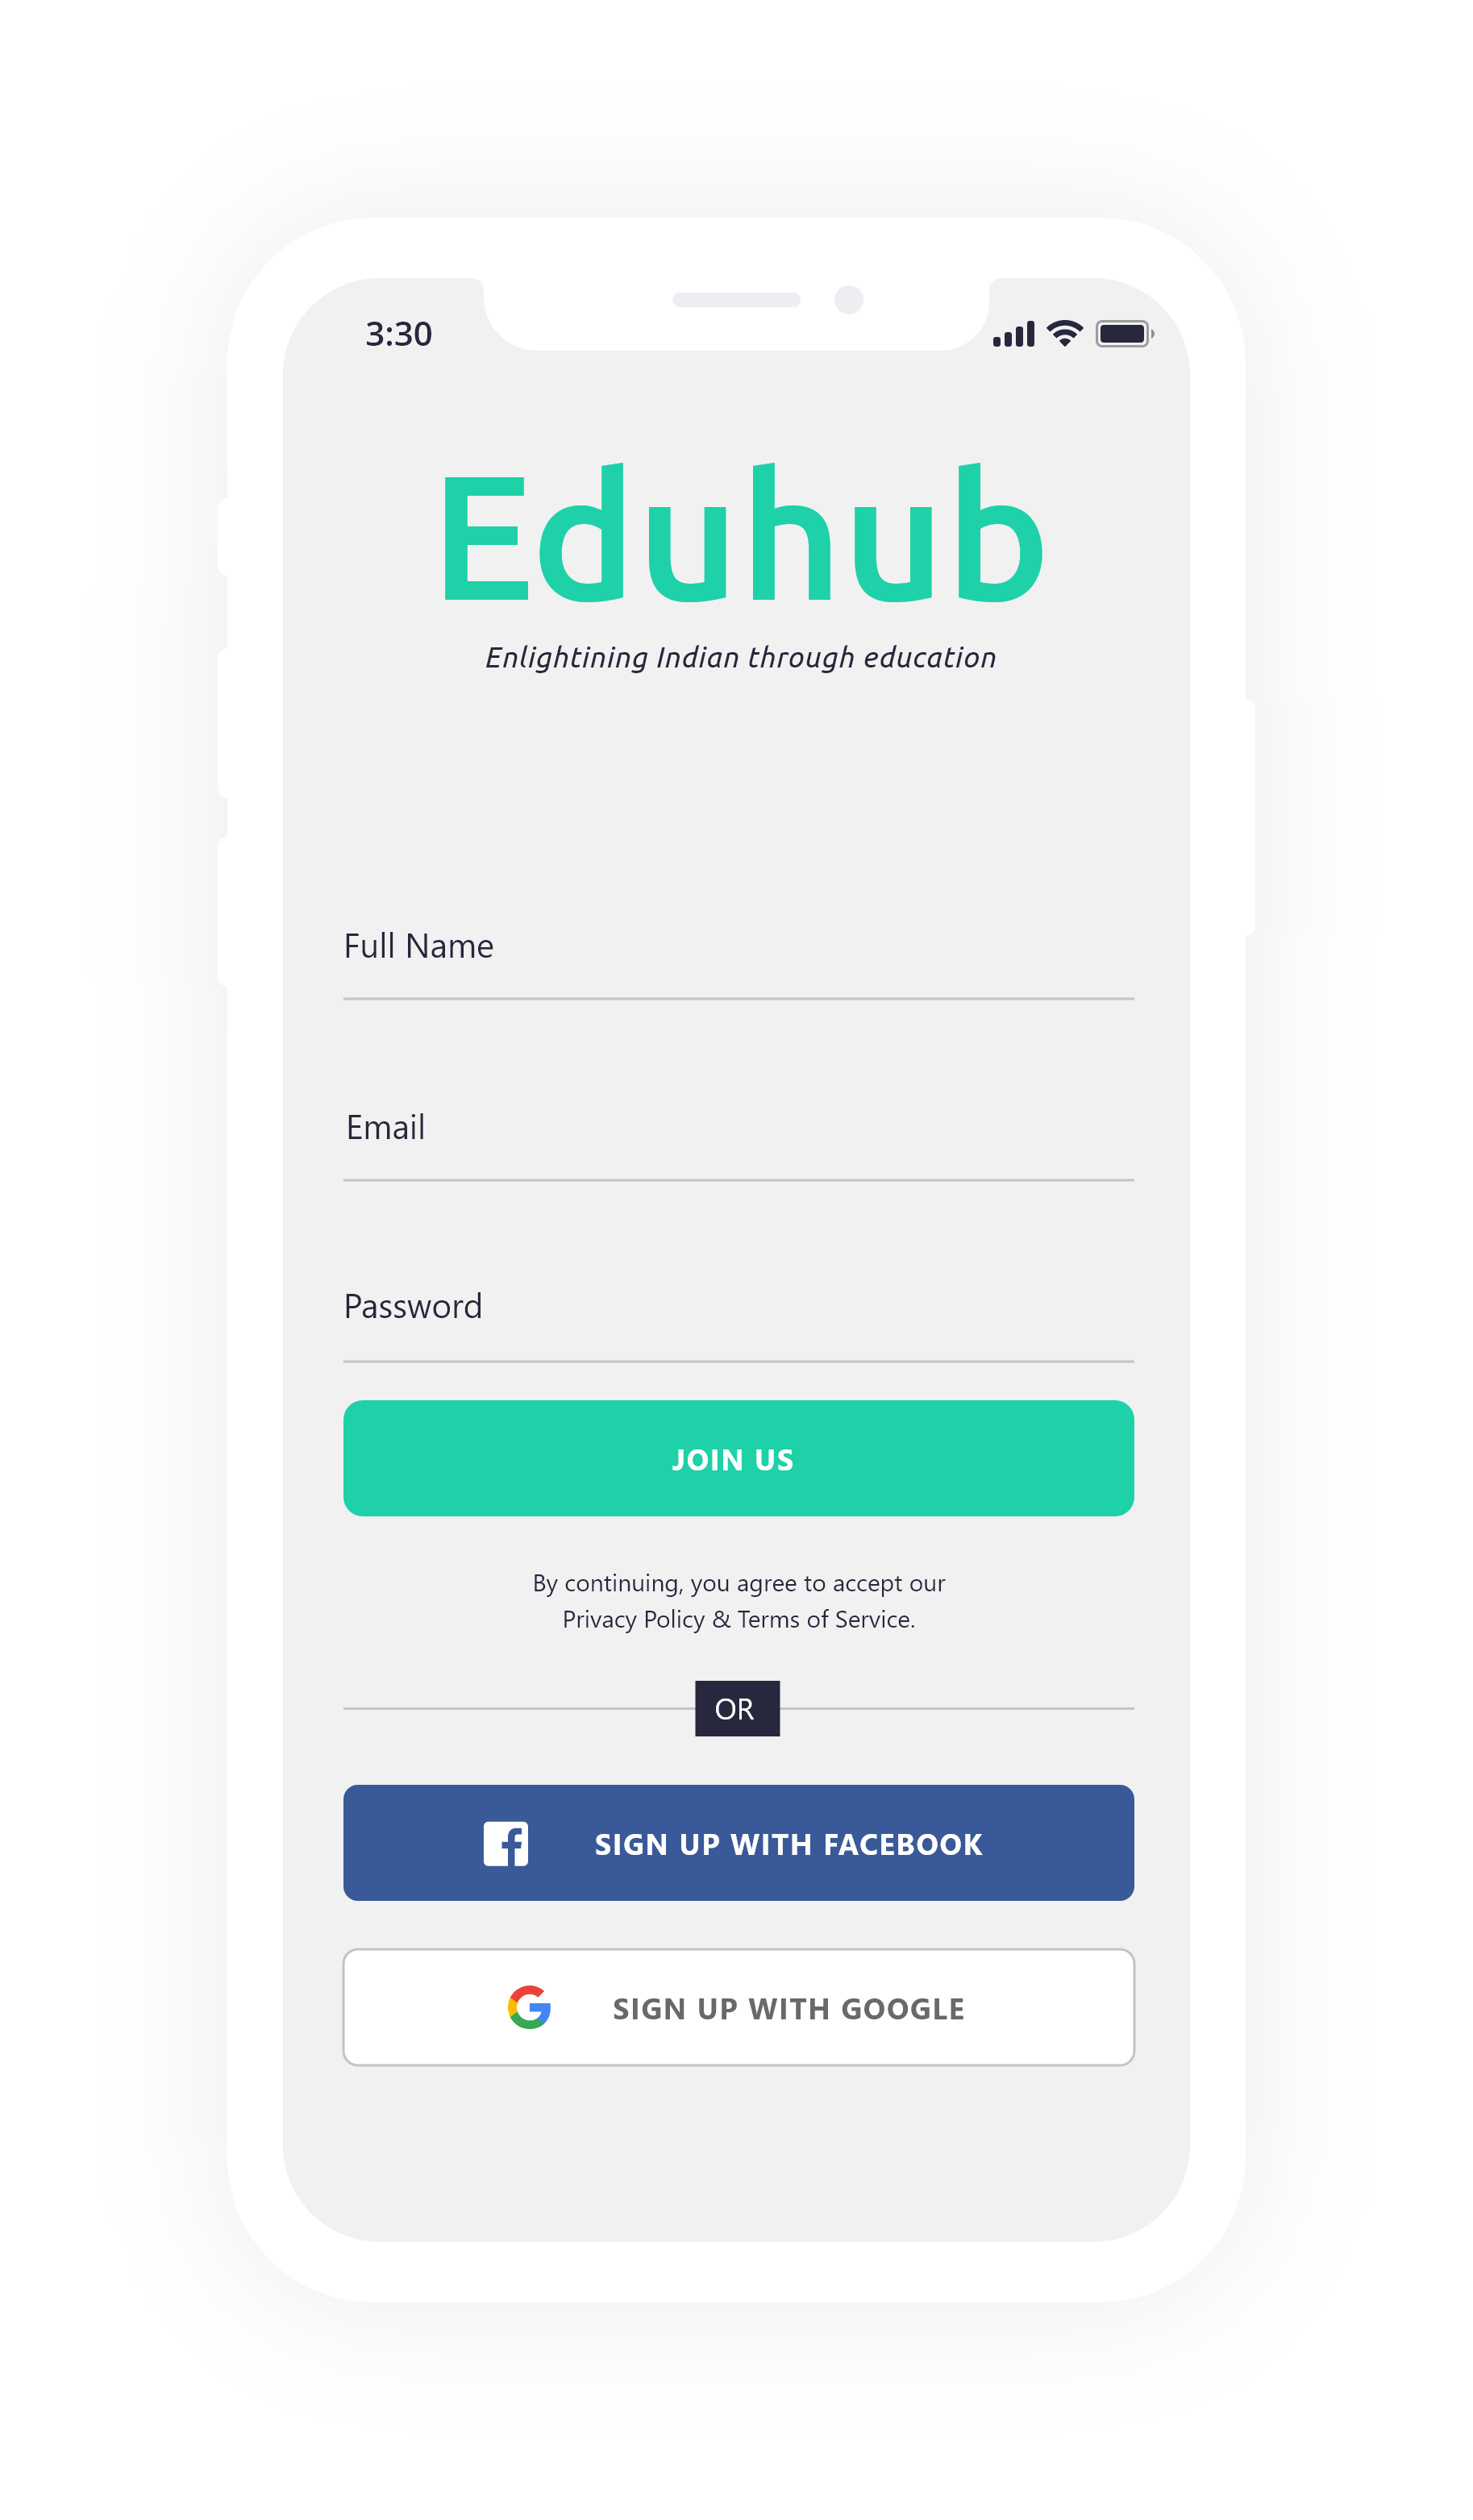 3:30
Eduhub
Enlightining Indian through education
Full Name
Email
Password
JOIN US
By continuing, you agree to accept our
Privacy Policy & Terms of Service.
OR
SIGN UP WITH FACEBOOK
SIGN UP WITH GOOGLE